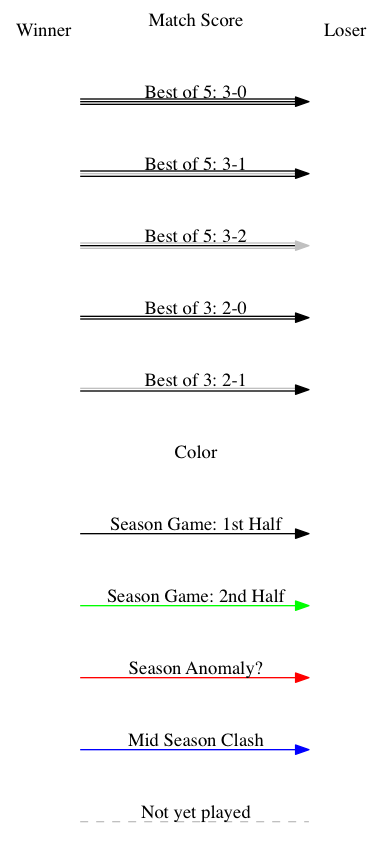 Winner Match Score Loser
Best of 5: 3-0
Best of 5: 3-1
Best of 5: 3-2
Best of 3: 2-0
Best of 3: 2-1
Color
Season Game: 1st Half
Season Game: 2nd Half
Season Anomaly?
Mid Season Clash
Not yet played